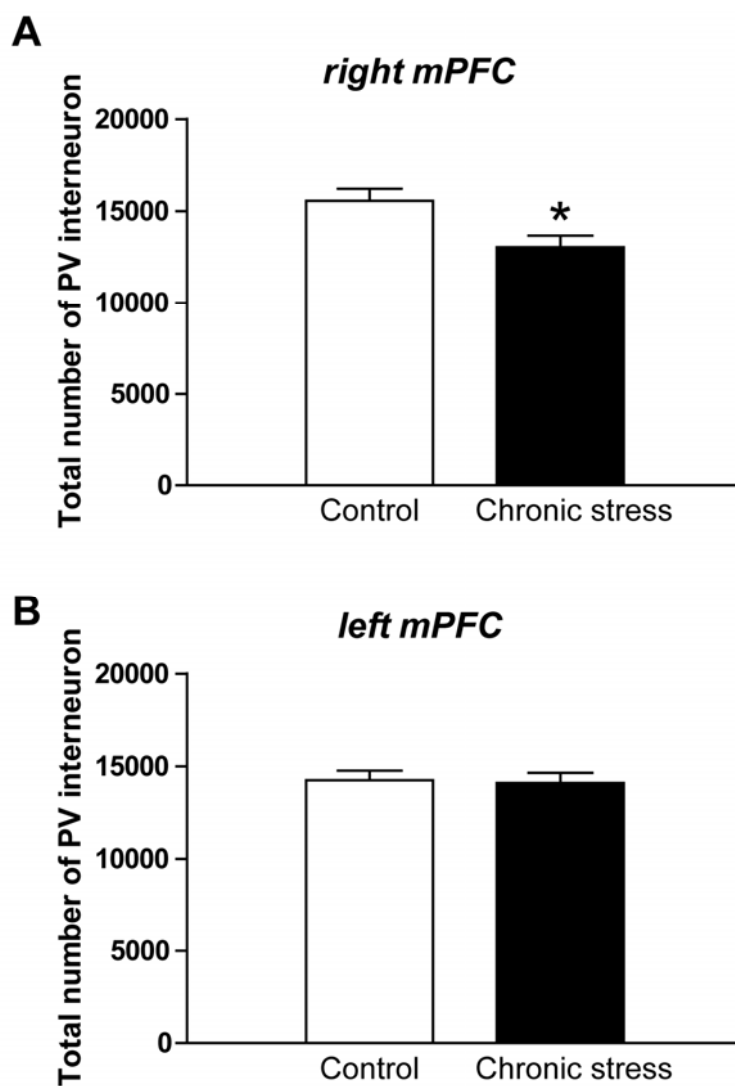 A
right mPFC
Total number of PV interneuron
20000
15000
10000
5000
0
*
Control
Chronic stress
B
left mPFC
Total number of PV interneuron
20000
15000
10000
5000
0
Control
Chronic stress